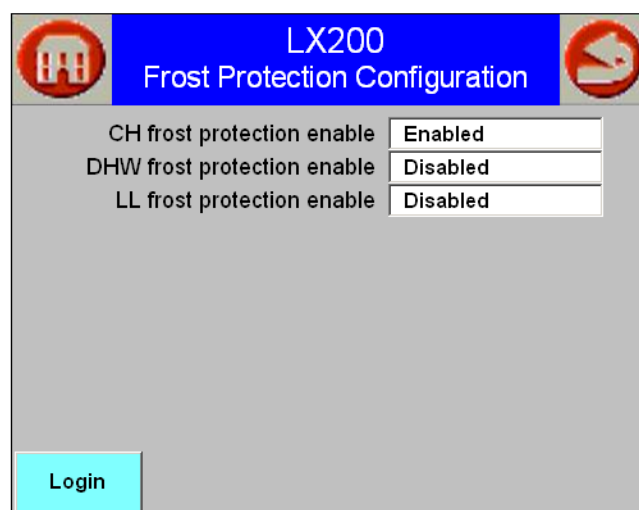 LX200
Frost Protection Configuration
CH frost protection enable Enabled
DHW frost protection enable Disabled
LL frost protection enable Disabled
Login